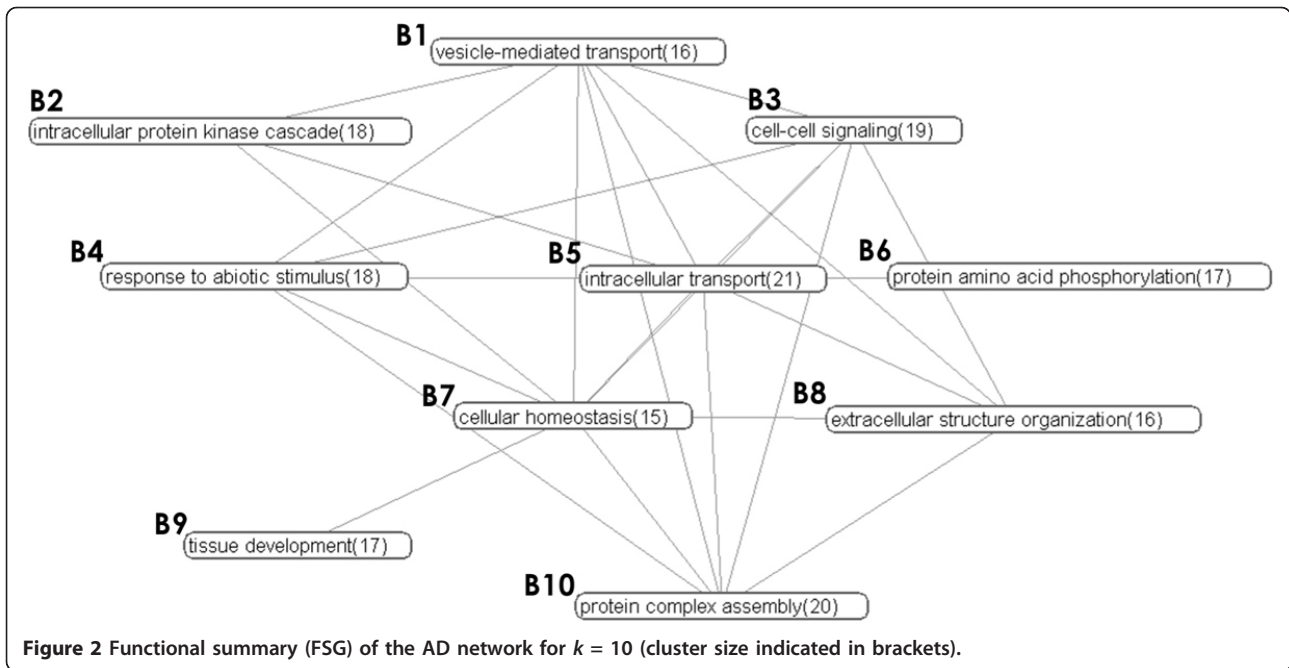 B1
vesicle-mediated transport(16)
B2
intracellular protein kinase cascade(18)
B3
cell-cell signaling(19)
B4
response to abiotic stimulus(18)
B5
intracellular transport(21)
B6
protein amino acid phosphorylation(17)
B7
cellular homeostasis(15)
B8
extracellular structure organization(16)
B9
tissue development(17)
B10
protein complex assembly(20)
Figure 2 Functional summary (FSG) of the AD network for k = 10 (cluster size indicated in brackets).